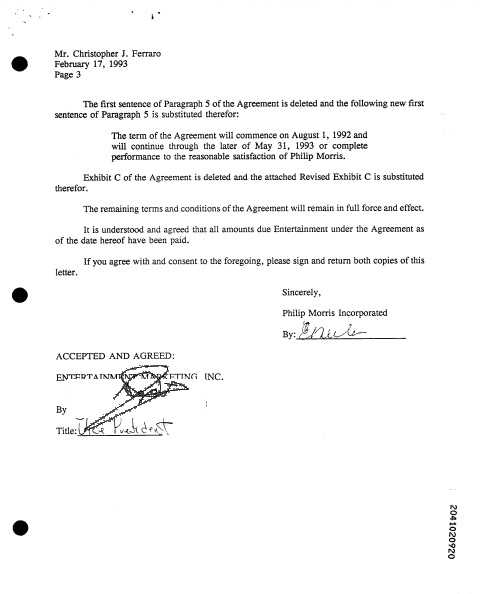 Mr. Christopher J. Ferraro
February 17, 1993
Page 3
The first sentence of Paragraph 5 of the Agreement is deleted and the following new first
sentence of Paragraph 5 is substituted therefor:
The term of the Agreement will commence on August 1, 1992 and
will continue through the later of May 31, 1993 or complete
performance to the reasonable satisfaction of Philip Morris.
Exhibit C of the Agreement is deleted and the attached Revised Exhibit C is substituted
therefor.
The remaining terms and conditions of the Agreement will remain in full force and effect.
It is understood and agreed that all amounts due Entertainment under the Agreement as
of the date hereof have been paid.
If you agree with and consent to the foregoing, please sign and return both copies of this
letter.
Sincerely,
Philip Morris Incorporated
By:
ACCEPTED AND AGREED:
ENTERTAINMENT MARKETING INC.
By
Title: Vice President
2041020920